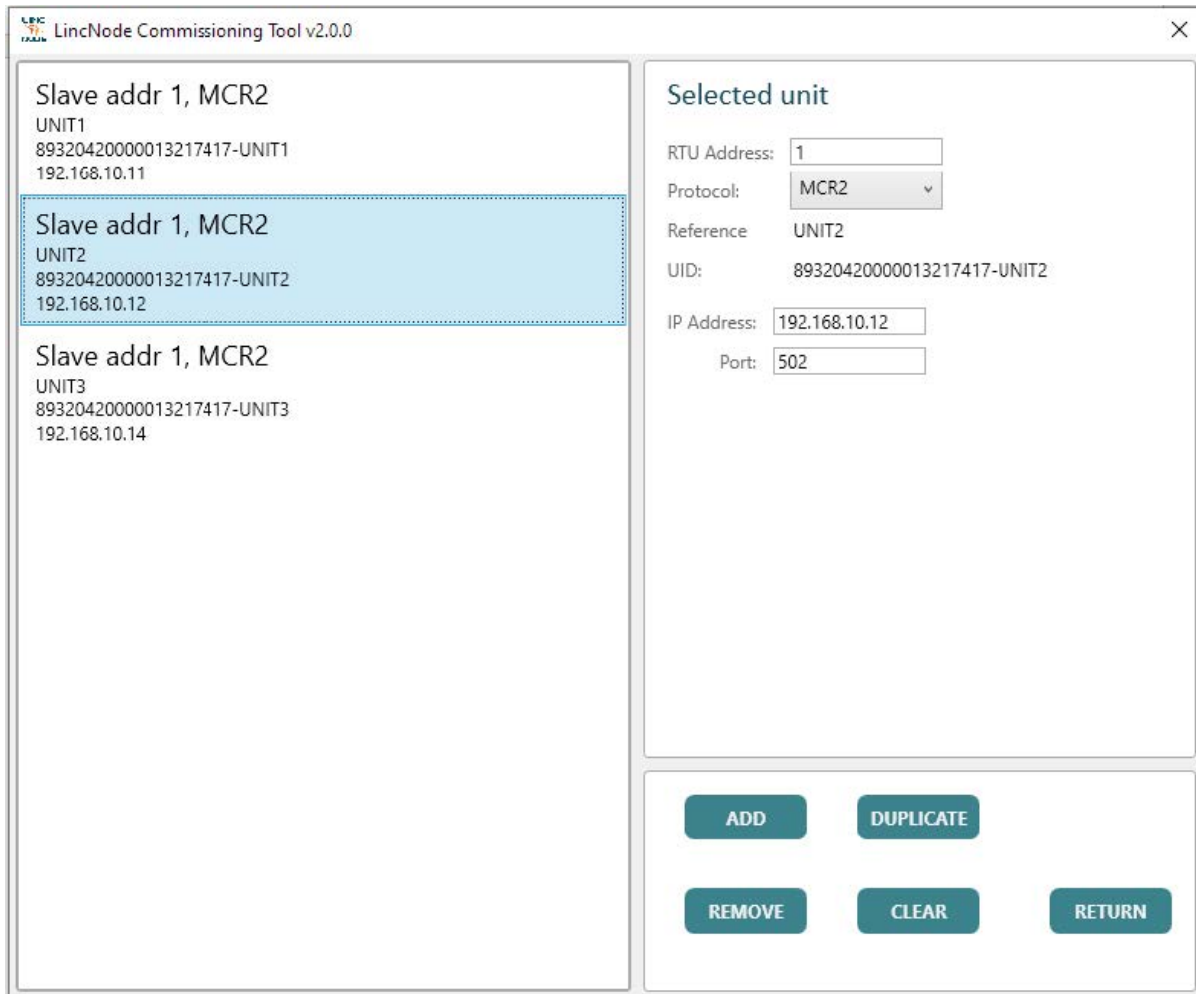 LincNode Commissioning Tool v2.0.0
Slave addr 1, MCR2
UNIT1
89320420000013217417-UNIT1
192.168.10.11
Slave addr 1, MCR2
UNIT2
89320420000013217417-UNIT2
192.168.10.12
Slave addr 1, MCR2
UNIT3
89320420000013217417-UNIT3
192.168.10.14
Selected unit
RTU Address: 1
Protocol: MCR2
Reference UNIT2
UID: 89320420000013217417-UNIT2
IP Address: 192.168.10.12
Port: 502
ADD DUPLICATE
REMOVE CLEAR RETURN